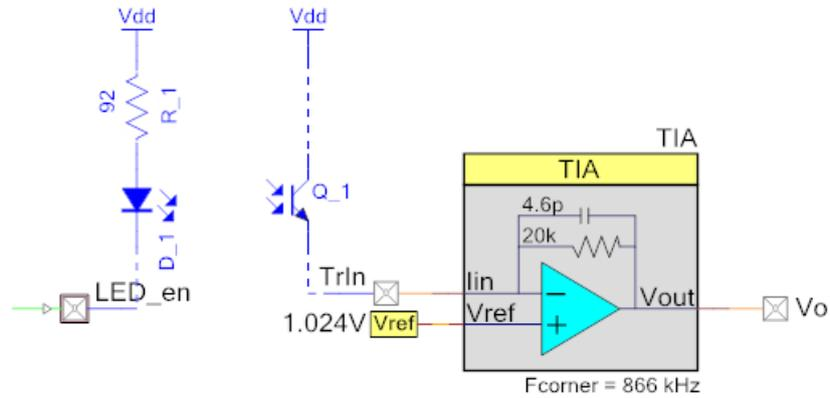 Vdd
Vdd
92
R_1
Q_1
D_1
LED_en
TrIn
1.024V
Vref
TIA
TIA
4.6p
20k
Iin
Vref
Vout
Vo
Fcorner = 866 kHz